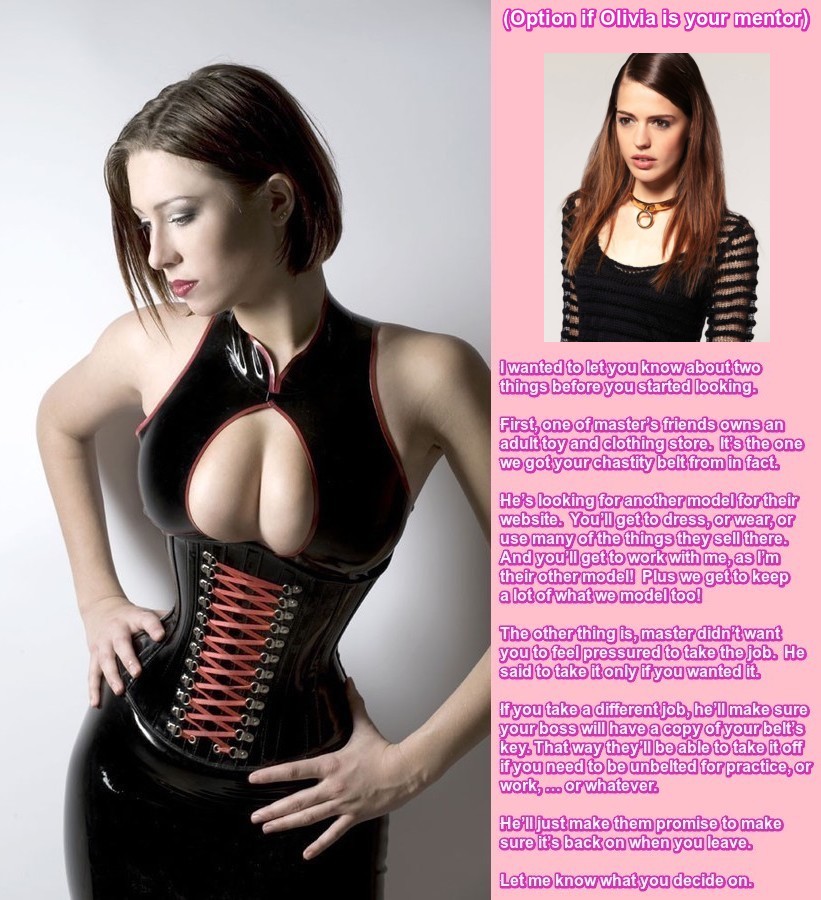 (Option if Olivia is your mentor)
I wanted to let you know about two
things before you started looking.
First, one of master's friends owns an
adult toy and clothing store.  It's the one
we got your chastity belt from in fact.
He's looking for another model for their
website.  You'll get to dress, or wear, or
use many of the things they sell there.
And you'll get to work with me, as I'm
their other model!  Plus we get to keep
a lot of what we model too!
The other thing is, master didn't want
you to feel pressured to take the job.  He
said to take it only if you wanted it.
If you take a different job, he'll make sure
your boss will have a copy of your belt's
key. That way they'll be able to take it off
if you need to be unbelted for practice, or
work, ... or whatever.
He'll just make them promise to make
sure it's back on when you leave.
Let me know what you decide on.